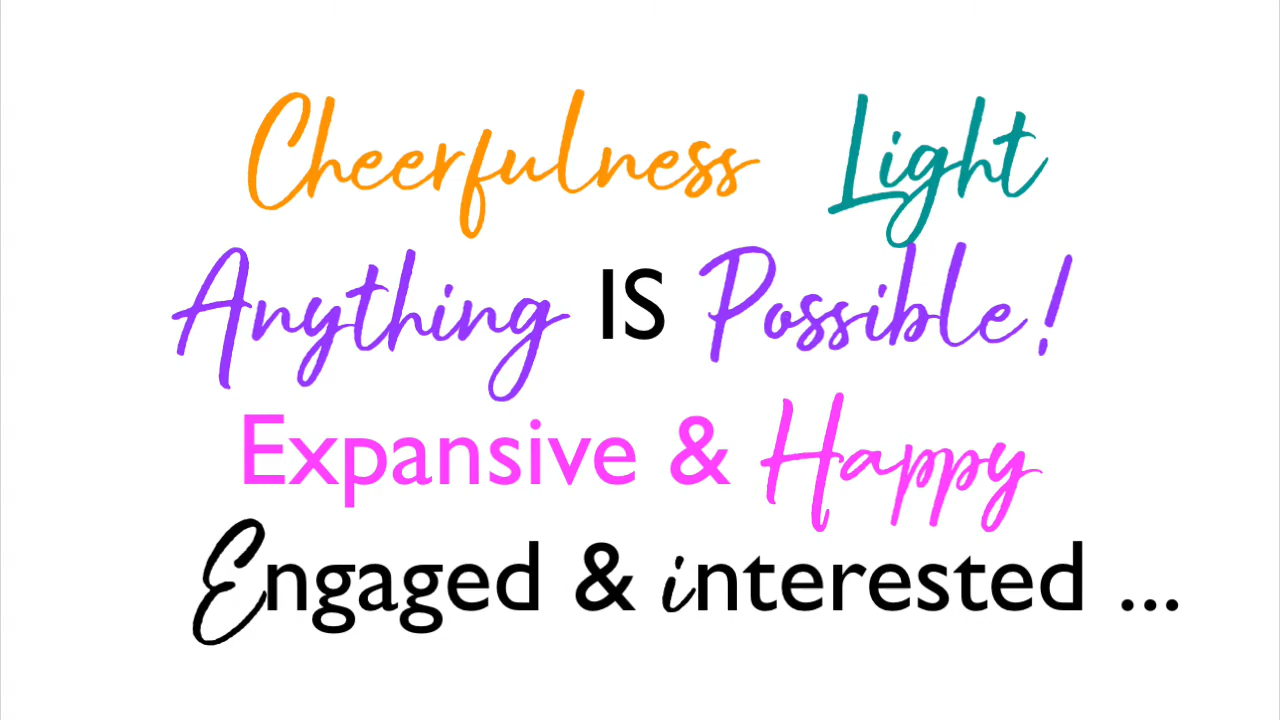 Cheerfulness Light
Anything IS Possible!
Expansive & Happy
Engaged & interested ...